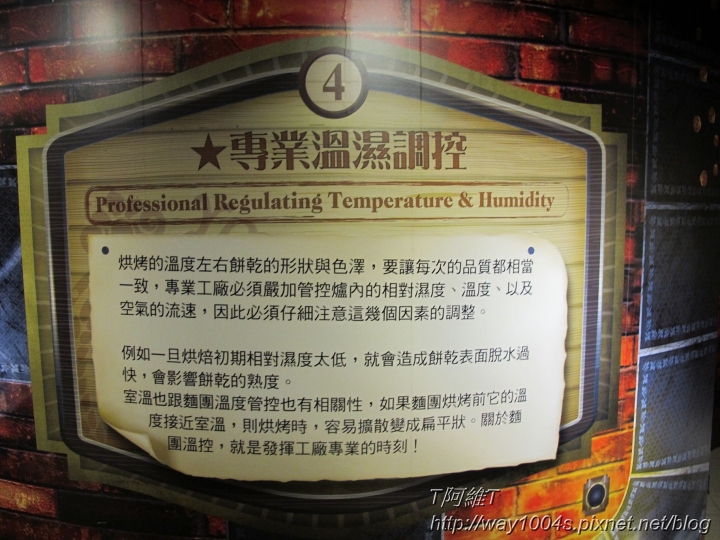 4
★專業溫濕調控
Professional Regulating Temperature & Humidity
烘烤的溫度左右餅乾的形狀與色澤，要讓每次的品質都相當
一致，專業工廠必須嚴加管控爐內的相對濕度、溫度、以及
空氣的流速，因此必須仔細注意這幾個因素的調整。
例如一旦烘焙初期相對濕度太低，就會造成餅乾表面脫水過
快，會影響餅乾的熟度。
室溫也跟麵團溫度管控也有相關性，如果麵團烘烤前它的溫
度接近室溫，則烘烤時，容易擴散變成扁平狀。關於麵
團溫控，就是發揮工廠專業的時刻！
T阿維T
http://way1004s.pixnet.net/blog